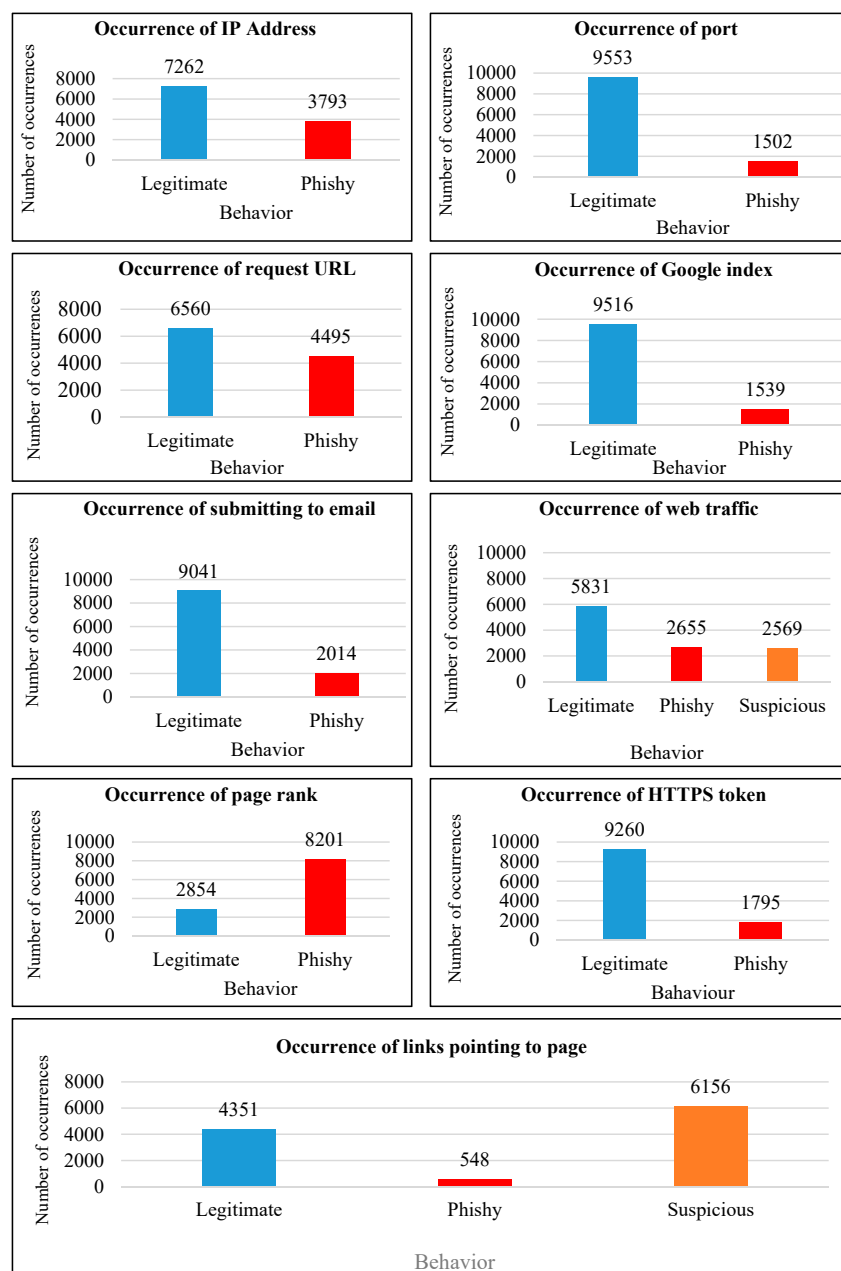 Occurrence of IP Address
Number of occurrences
7262
3793
8000
6000
4000
2000
0
Legitimate
Phishy
Behavior
Occurrence of port
Number of occurrences
9553
1502
10000
8000
6000
4000
2000
0
Legitimate
Phishy
Behavior
Occurrence of request URL
Number of occurrences
6560
4495
8000
6000
4000
2000
0
Legitimate
Phishy
Behavior
Occurrence of Google index
Number of occurrences
9516
1539
10000
8000
6000
4000
2000
0
Legitimate
Phishy
Behavior
Occurrence of submitting to email
Number of occurrences
9041
2014
10000
8000
6000
4000
2000
0
Legitimate
Phishy
Behavior
Occurrence of web traffic
Number of occurrences
5831
2655
2569
10000
8000
6000
4000
2000
0
Legitimate
Phishy
Suspicious
Behavior
Occurrence of page rank
Number of occurrences
2854
8201
10000
8000
6000
4000
2000
0
Legitimate
Phishy
Behavior
Occurrence of HTTPS token
Number of occurrences
9260
1795
10000
8000
6000
4000
2000
0
Legitimate
Phishy
Bahaviour
Occurrence of links pointing to page
Number of occurrences
4351
548
6156
8000
6000
4000
2000
0
Legitimate
Phishy
Suspicious
Behavior